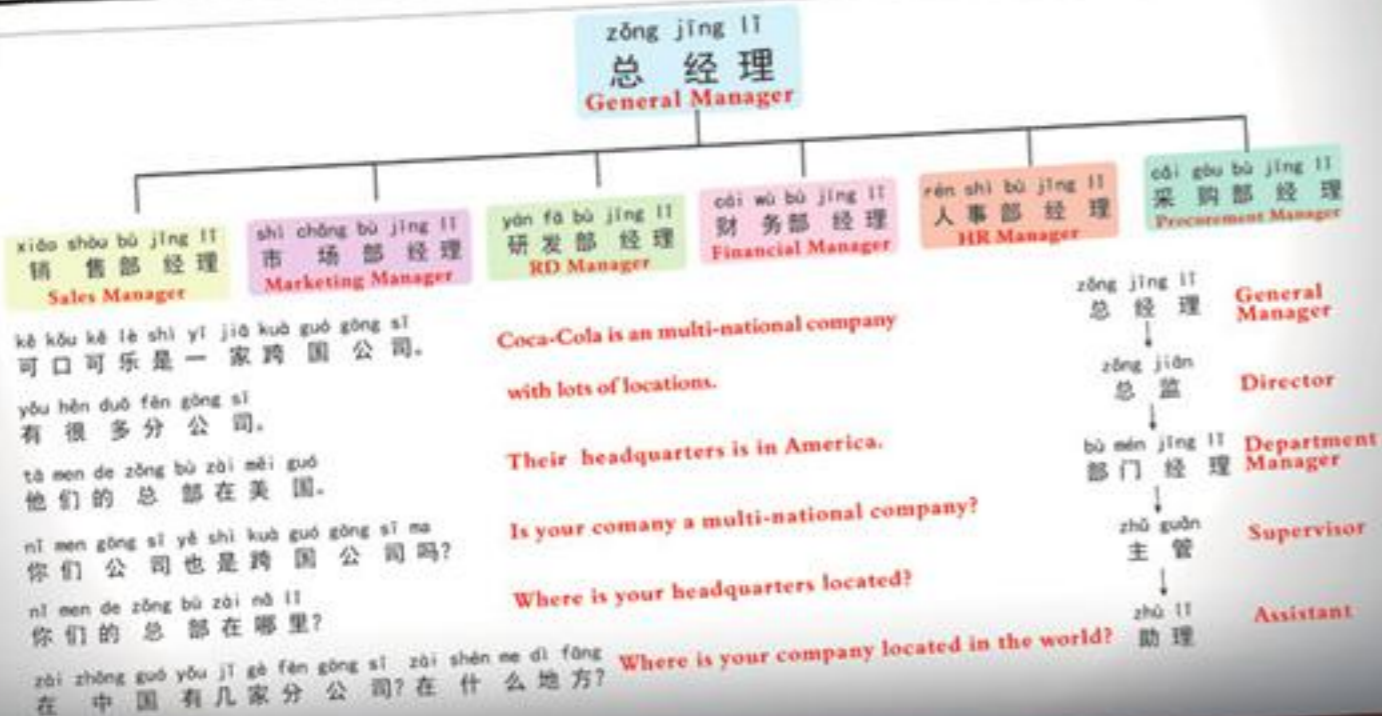 zǒng jīng lǐ
总 经 理
General Manager
xiāo shòu bù jīng lǐ
销 售 部 经 理
Sales Manager
shì chǎng bù jīng lǐ
市 场 部 经 理
Marketing Manager
yán fā bù jīng lǐ
研 发 部 经 理
RD Manager
cái wù bù jīng lǐ
财 务 部 经 理
Financial Manager
rén shì bù jīng lǐ
人 事 部 经 理
HR Manager
cǎi gòu bù jīng lǐ
采 购 部 经 理
Procurement Manager
kě kǒu kě lè shì yī jiā kuà guó gōng sī
可 口 可 乐 是 一 家 跨 国 公 司。
Coca-Cola is an multi-national company
yǒu hěn duō fēn gōng sī
有 很 多 分 公 司。
with lots of locations.
tā men de zǒng bù zài měi guó
他 们 的 总 部 在 美 国。
Their headquarters is in America.
nǐ men gōng sī yě shì kuà guó gōng sī ma
你 们 公 司 也 是 跨 国 公 司 吗?
Is your comany a multi-national company?
nǐ men de zǒng bù zài nǎ lǐ
你 们 的 总 部 在 哪 里?
Where is your headquarters located?
zài zhōng guó yǒu jǐ gè fēn gōng sī zài shén me dì fāng
在 中 国 有 几 家 分 公 司? 在 什 么 地 方?
Where is your company located in the world?
zǒng jīng lǐ
总 经 理
General Manager
zǒng jiān
总 监
Director
bù mén jīng lǐ
部 门 经 理
Department Manager
zhǔ guǎn
主 管
Supervisor
zhù lǐ
助 理
Assistant